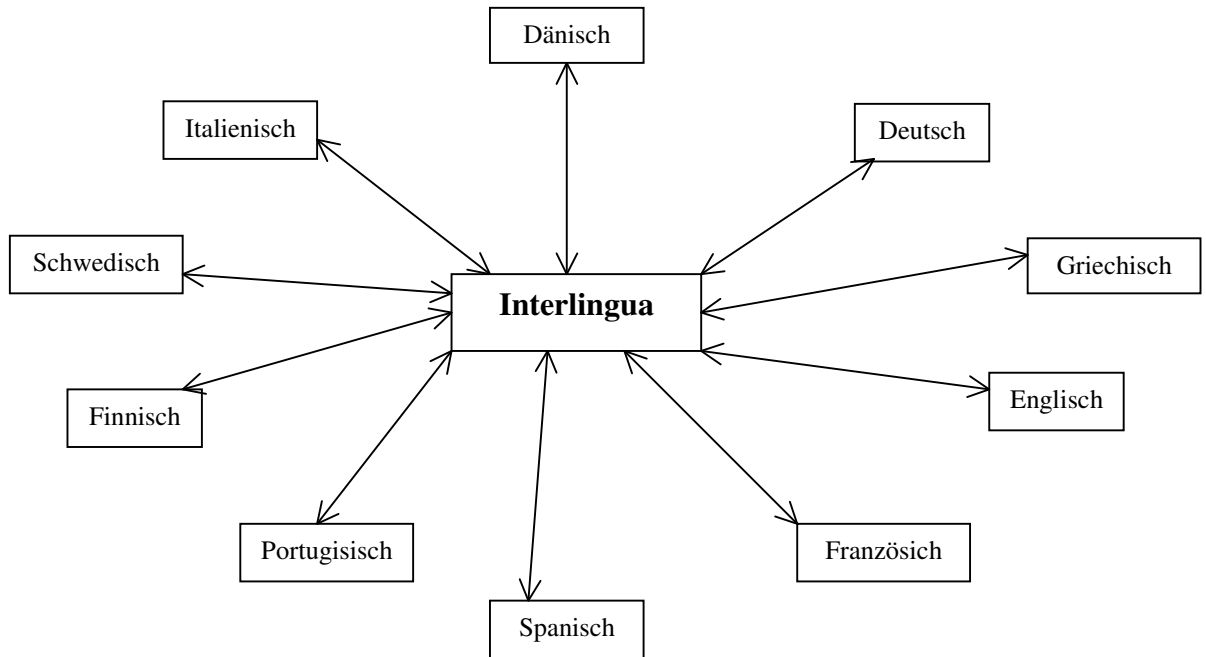 Dänisch
Italienisch
Deutsch
Schwedisch
Griechisch
Interlingua
Finnisch
Englisch
Portugisisch
Französich
Spanisch